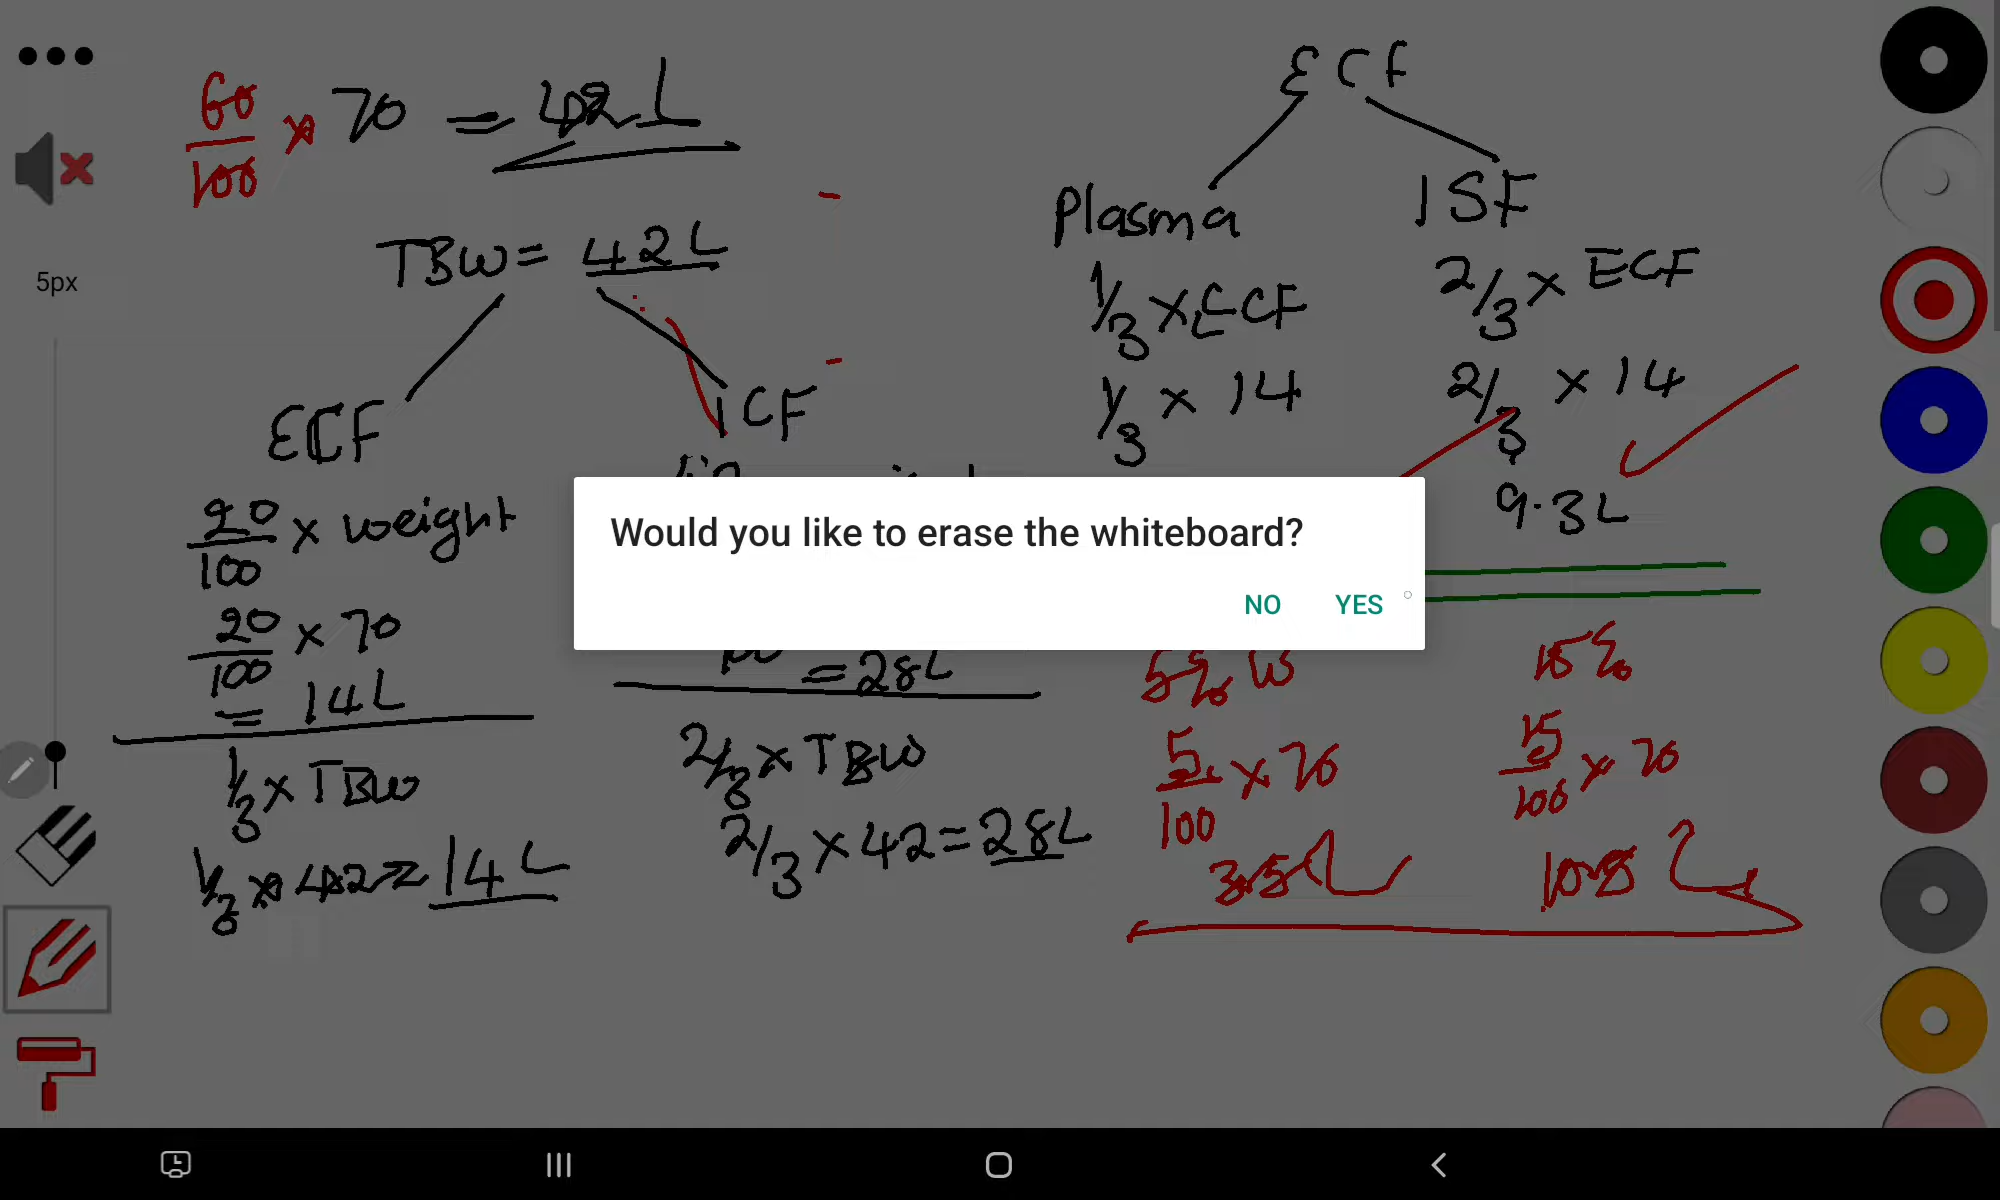 60/100 × 70 = 42L
TBW = 42L
ECF
20/100 × weight
20/100 × 70
= 14L
1/3 × TBW
1/3 × 42 = 14L
ICF
= 28L
2/3 × TBW
2/3 × 42 = 28L
ECF
Plasma
1/3 × ECF
1/3 × 14
ISF
2/3 × ECF
2/3 × 14
9.3L
5% W
5/100 × 70
3.5L
15%
15/100 × 70
10.5 L
5px
Would you like to erase the whiteboard?
NO YES